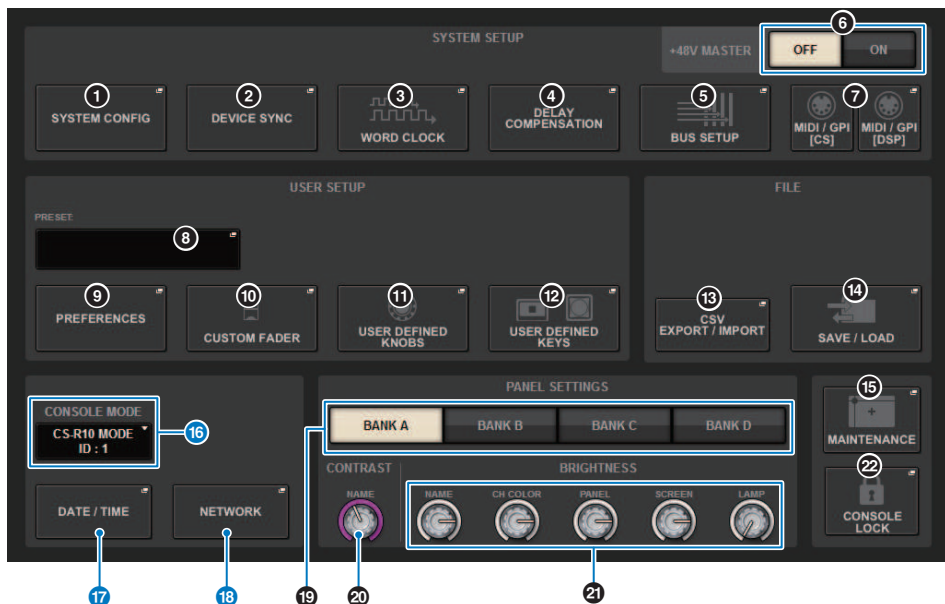 SYSTEM SETUP
+48V MASTER
6
OFF
ON
1
SYSTEM CONFIG
2
DEVICE SYNC
3
WORD CLOCK
4
DELAY
COMPENSATION
5
BUS SETUP
7
MIDI / GPI
[CS]
MIDI / GPI
[DSP]
USER SETUP
PRESET:
8
9
PREFERENCES
10
CUSTOM FADER
11
USER DEFINED
KNOBS
12
USER DEFINED
KEYS
FILE
13
CSV
EXPORT / IMPORT
14
SAVE / LOAD
CONSOLE MODE
CS-R10 MODE
ID : 1
16
DATE / TIME
NETWORK
17
18
PANEL SETTINGS
BANK A
BANK B
BANK C
BANK D
CONTRAST
NAME
BRIGHTNESS
NAME
CH COLOR
PANEL
SCREEN
LAMP
19
20
21
15
MAINTENANCE
22
CONSOLE
LOCK